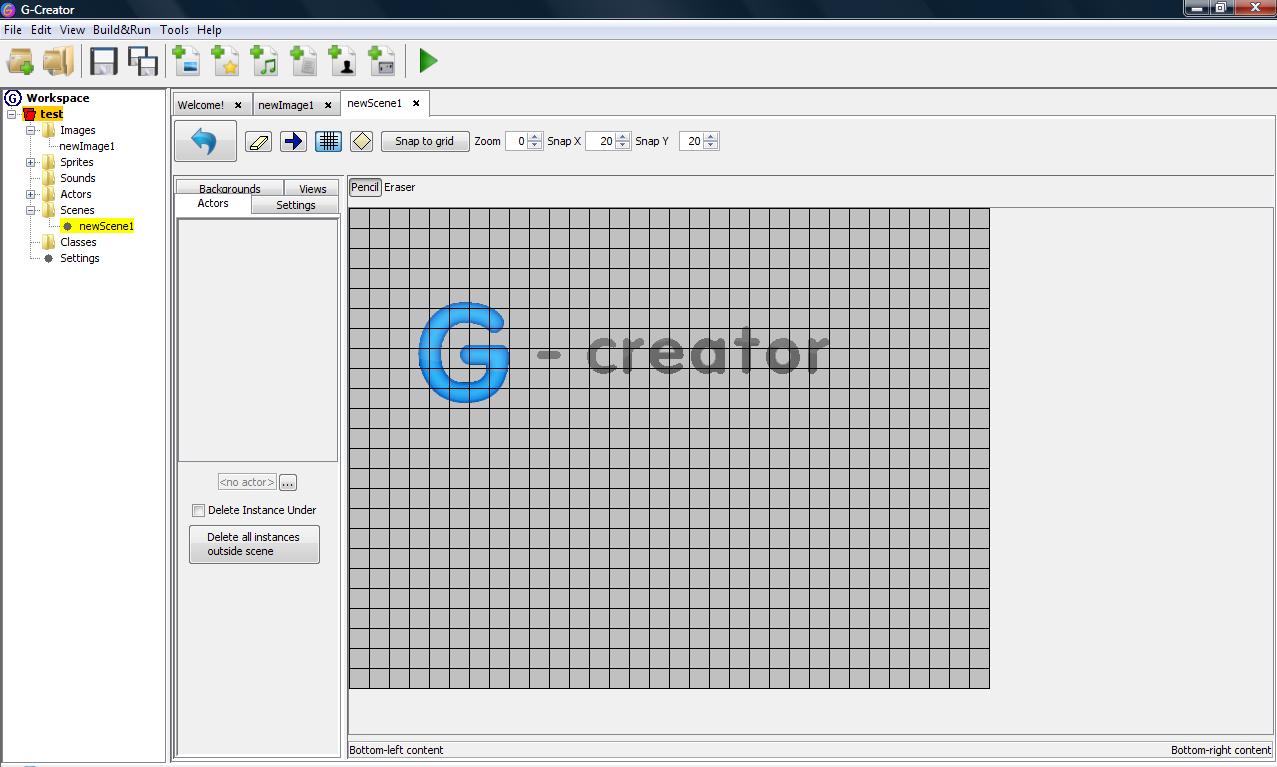 G-Creator
File Edit View Build&Run Tools Help
G Workspace
test
Images
newImage1
Sprites
Sounds
Actors
Scenes
newScene1
Classes
Settings
Welcome! newImage1 newScene1
Snap to grid Zoom 0 Snap X 20 Snap Y 20
Backgrounds Views
Actors Settings
<no actor> ...
Delete Instance Under
Delete all instances
outside scene
Pencil Eraser
G - creator
Bottom-left content Bottom-right content